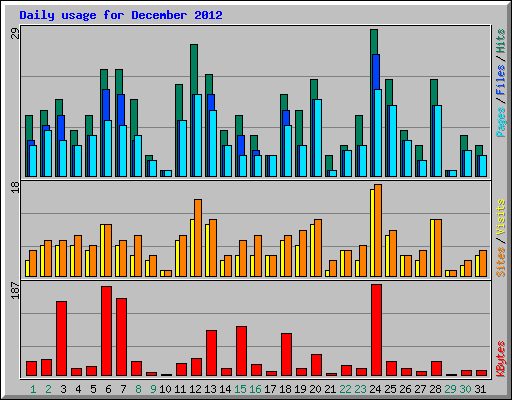 Daily usage for December 2012
29
Pages / Files / Hits
18
Sites / Visits
187
KBytes
1 2 3 4 5 6 7 8 9 10 11 12 13 14 15 16 17 18 19 20 21 22 23 24 25 26 27 28 29 30 31